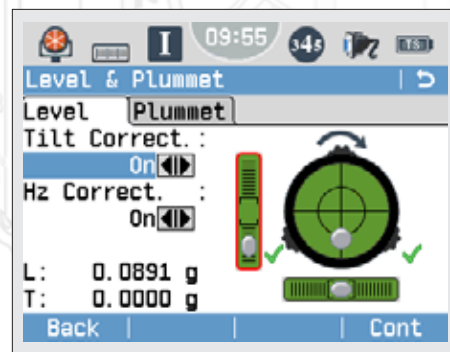 I 09:55 345 TS
Level & Plummet
Level Plummet
Tilt Correct. :
On
Hz Correct. :
On
L: 0.0891 g
T: 0.0000 g
Back Cont